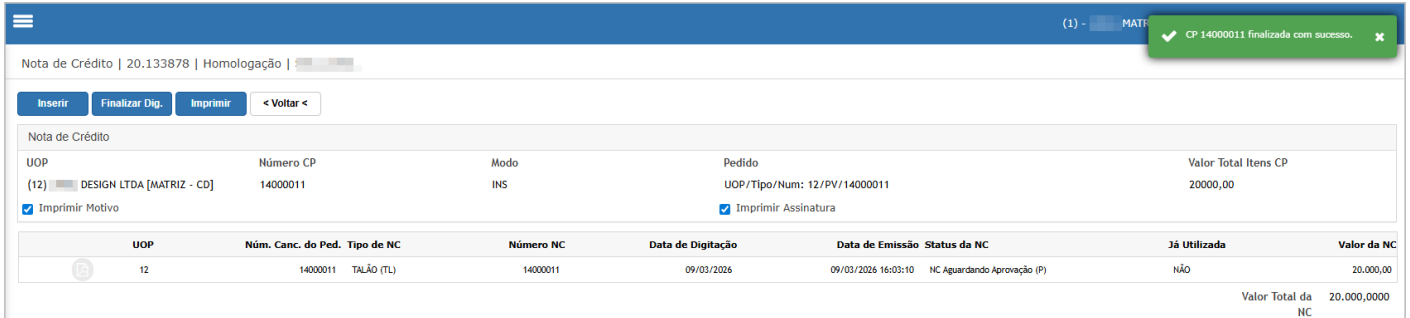 (1) - MATR
CP 14000011 finalizada com sucesso.
Nota de Crédito | 20.133878 | Homologação |
Inserir Finalizar Dig. Imprimir < Voltar <
Nota de Crédito
UOP Número CP Modo Pedido Valor Total Itens CP
(12) DESIGN LTDA [MATRIZ - CD] 14000011 INS UOP/Tipo/Num: 12/PV/14000011 20000,00
Imprimir Motivo Imprimir Assinatura
UOP Núm. Canc. do Ped. Tipo de NC Número NC Data de Digitação Data de Emissão Status da NC Já Utilizada Valor da NC
12 14000011 TALÃO (TL) 14000011 09/03/2026 09/03/2026 16:03:10 NC Aguardando Aprovação (P) NÃO 20.000,00
Valor Total da NC 20.000,0000